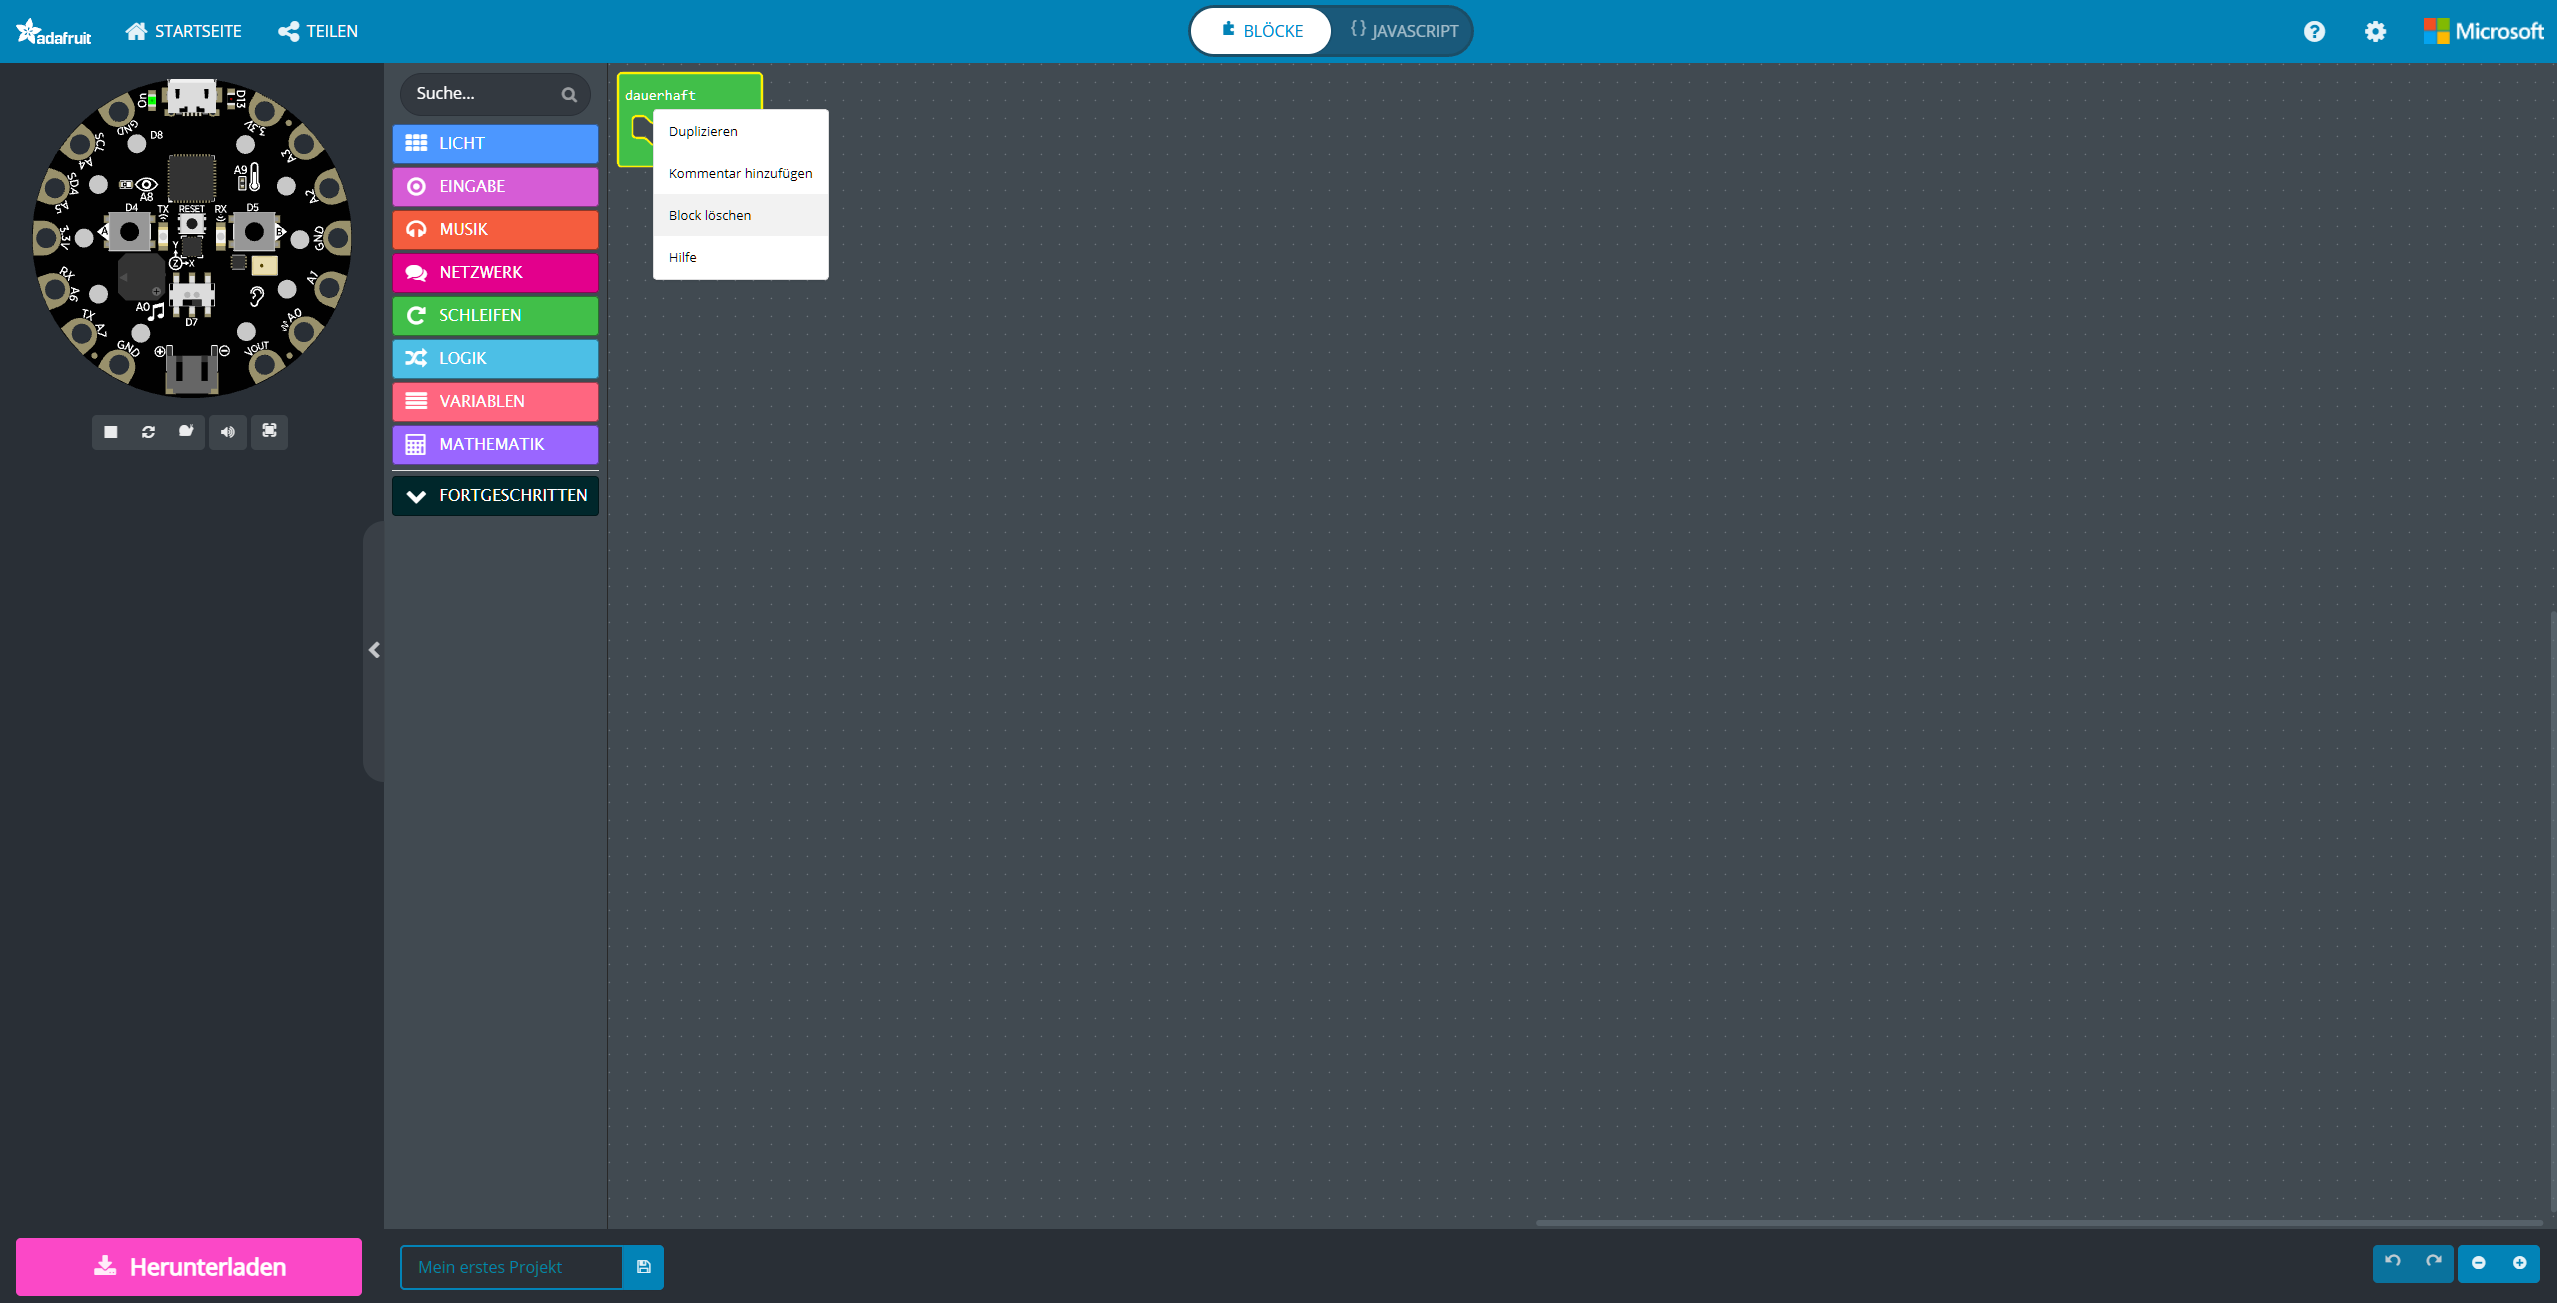 adafruit
STARTSEITE
TEILEN
BLÖCKE
{} JAVASCRIPT
Microsoft
Suche...
LICHT
EINGABE
MUSIK
NETZWERK
SCHLEIFEN
LOGIK
VARIABLEN
MATHEMATIK
FORTGESCHRITTEN
dauerhaft
Duplizieren
Kommentar hinzufügen
Block löschen
Hilfe
On
D13
GND
D8
3.3V
SCL
A4
A3
SDA
A5
A9
A8
A2
D4
TX
RESET
RX
D5
A
B
3.3V
GND
Y
Z
X
RX
A6
A1
A0
D7
TX
A7
A0
GND
VOUT
Herunterladen
Mein erstes Projekt